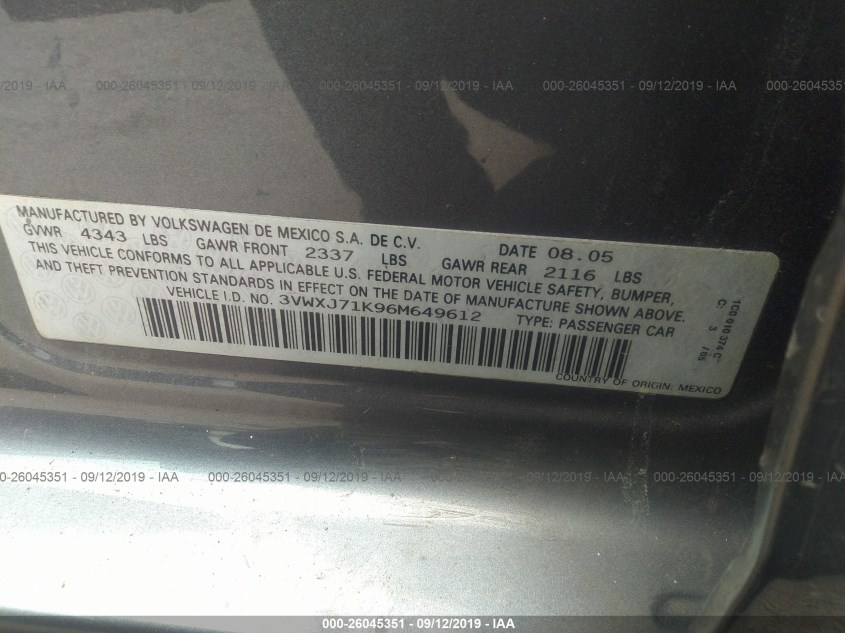 000-26045351 | 09/12/2019 - IAA
000-26045351 | 09/12/2019 - IAA
000-26045351 | 09/12/2019 - IAA
MANUFACTURED BY VOLKSWAGEN DE MEXICO S.A. DE C.V. DATE 08.05
GVWR 4343 LBS GAWR FRONT 2337 LBS GAWR REAR 2116 LBS
THIS VEHICLE CONFORMS TO ALL APPLICABLE U.S. FEDERAL MOTOR VEHICLE SAFETY, BUMPER,
AND THEFT PREVENTION STANDARDS IN EFFECT ON THE DATE OF MANUFACTURE SHOWN ABOVE.
VEHICLE I.D. NO. 3VWXJ71K96M649612 TYPE: PASSENGER CAR
COUNTRY OF ORIGIN: MEXICO
1C0 010 374 C
C: 3 /05
000-26045351 | 09/12/2019 - IAA
000-26045351 | 09/12/2019 - IAA
000-26045351 | 09/12/2019 - IAA
000-26045351 | 09/12/2019 - IAA